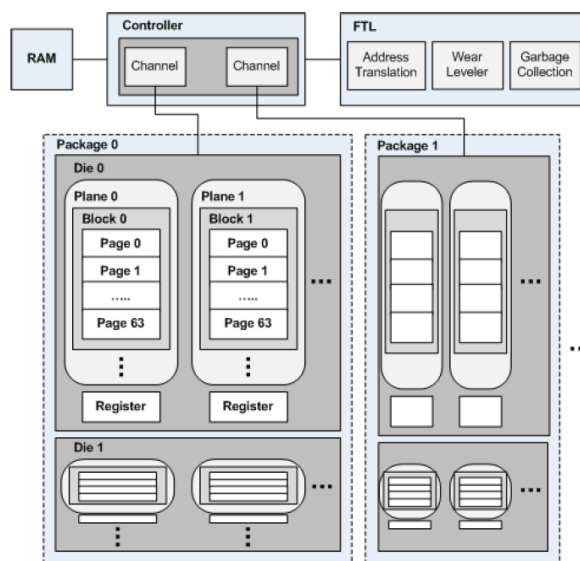 RAM
Controller
Channel
Channel
FTL
Address
Translation
Wear
Leveler
Garbage
Collection
Package 0
Die 0
Plane 0
Block 0
Page 0
Page 1
.....
Page 63
Register
Plane 1
Block 1
Page 0
Page 1
.....
Page 63
Register
Die 1
Package 1